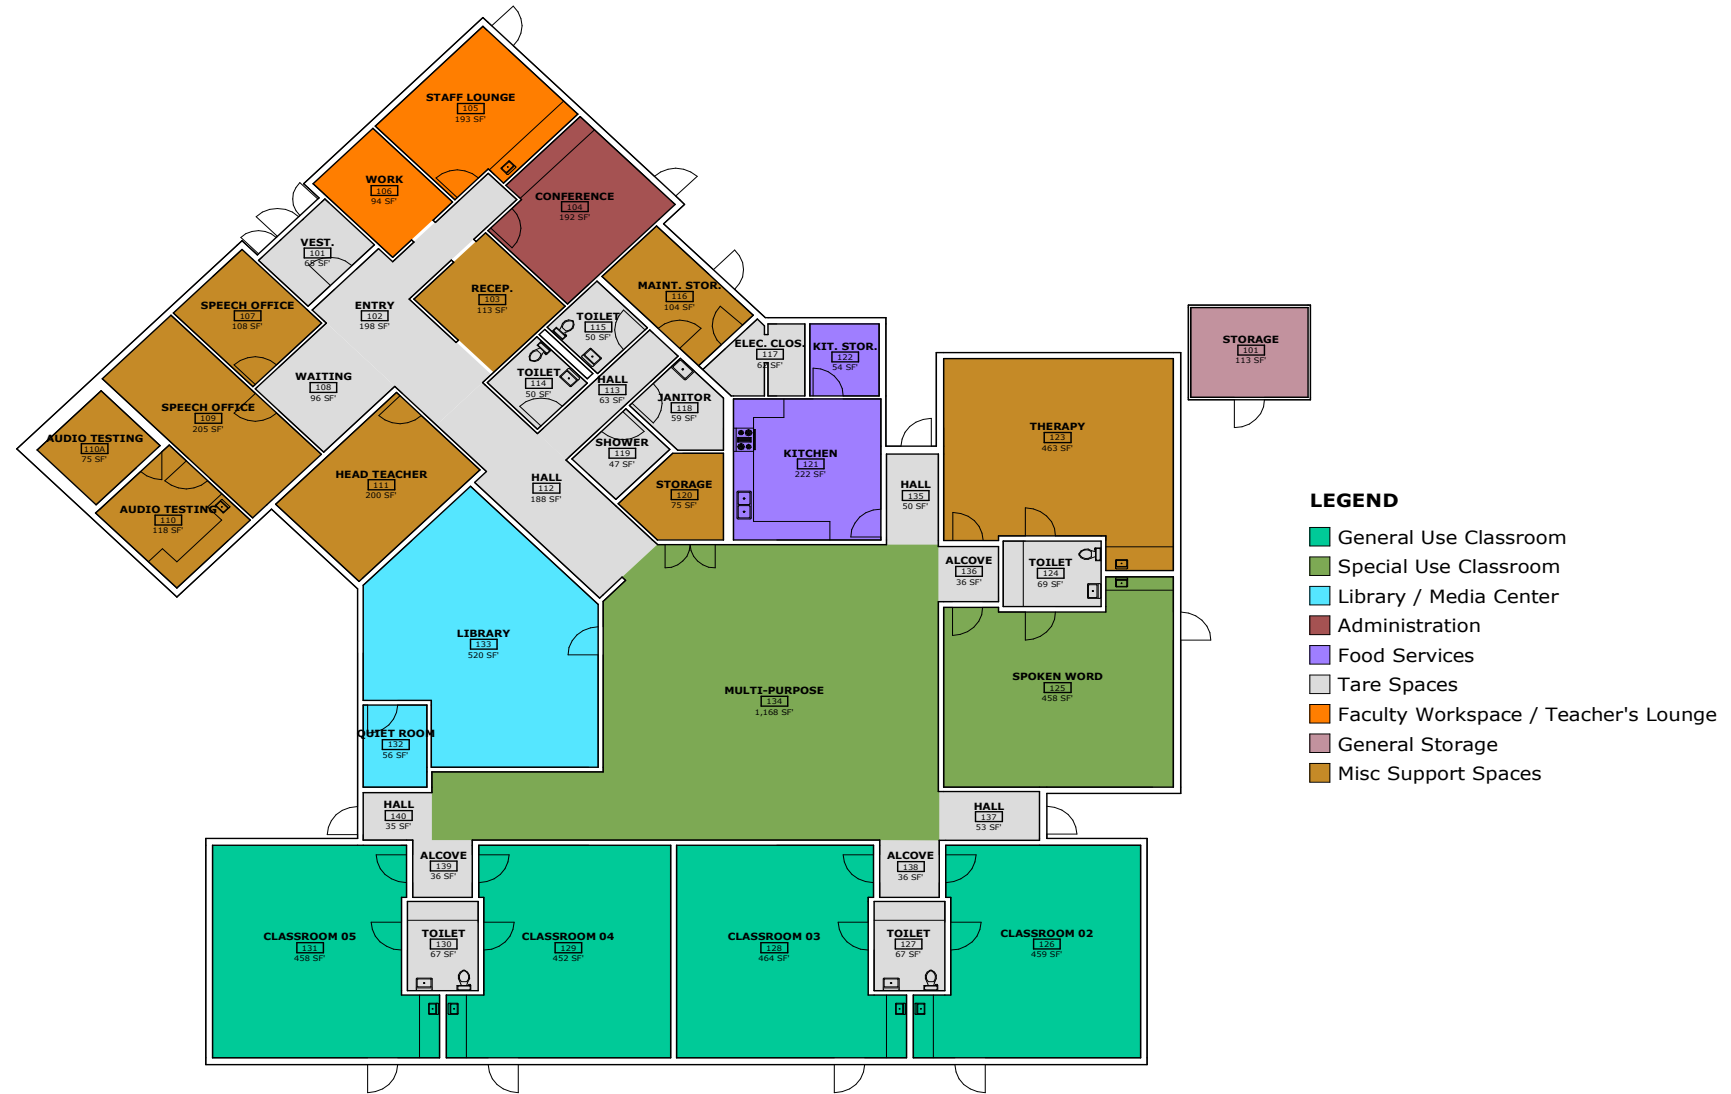 STAFF LOUNGE
105
193 SF'
WORK
106
94 SF'
CONFERENCE
104
192 SF'
VEST.
101
68 SF'
SPEECH OFFICE
107
108 SF'
ENTRY
102
198 SF'
RECEP.
103
113 SF'
MAINT. STOR.
116
104 SF'
TOILET
115
50 SF'
ELEC. CLOS.
117
62 SF'
KIT. STOR.
122
54 SF'
STORAGE
101
113 SF'
WAITING
108
96 SF'
TOILET
114
50 SF'
HALL
113
63 SF'
JANITOR
118
59 SF'
SPEECH OFFICE
109
205 SF'
AUDIO TESTING
110A
75 SF'
THERAPY
123
463 SF'
SHOWER
119
47 SF'
KITCHEN
121
222 SF'
HEAD TEACHER
111
200 SF'
HALL
112
188 SF'
STORAGE
120
75 SF'
HALL
135
50 SF'
AUDIO TESTING
110
118 SF'
ALCOVE
136
36 SF'
TOILET
124
69 SF'
LIBRARY
133
520 SF'
MULTI-PURPOSE
134
1,168 SF'
SPOKEN WORD
125
458 SF'
QUIET ROOM
132
56 SF'
HALL
140
35 SF'
HALL
137
53 SF'
ALCOVE
139
36 SF'
ALCOVE
138
36 SF'
CLASSROOM 05
131
458 SF'
TOILET
130
67 SF'
CLASSROOM 04
129
452 SF'
CLASSROOM 03
128
464 SF'
TOILET
127
67 SF'
CLASSROOM 02
126
459 SF'
LEGEND
General Use Classroom
Special Use Classroom
Library / Media Center
Administration
Food Services
Tare Spaces
Faculty Workspace / Teacher's Lounge
General Storage
Misc Support Spaces